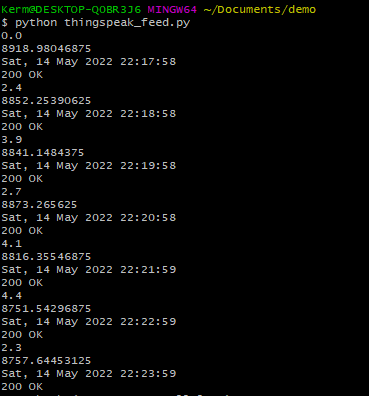 Kerm@DESKTOP-Q0BR3J6 MINGW64 ~/Documents/demo
$ python thingspeak_feed.py
0.0
8918.98046875
Sat, 14 May 2022 22:17:58
200 OK
2.4
8852.25390625
Sat, 14 May 2022 22:18:58
200 OK
3.9
8841.1484375
Sat, 14 May 2022 22:19:58
200 OK
2.7
8873.265625
Sat, 14 May 2022 22:20:58
200 OK
4.1
8816.35546875
Sat, 14 May 2022 22:21:59
200 OK
4.4
8751.54296875
Sat, 14 May 2022 22:22:59
200 OK
2.3
8757.64453125
Sat, 14 May 2022 22:23:59
200 OK